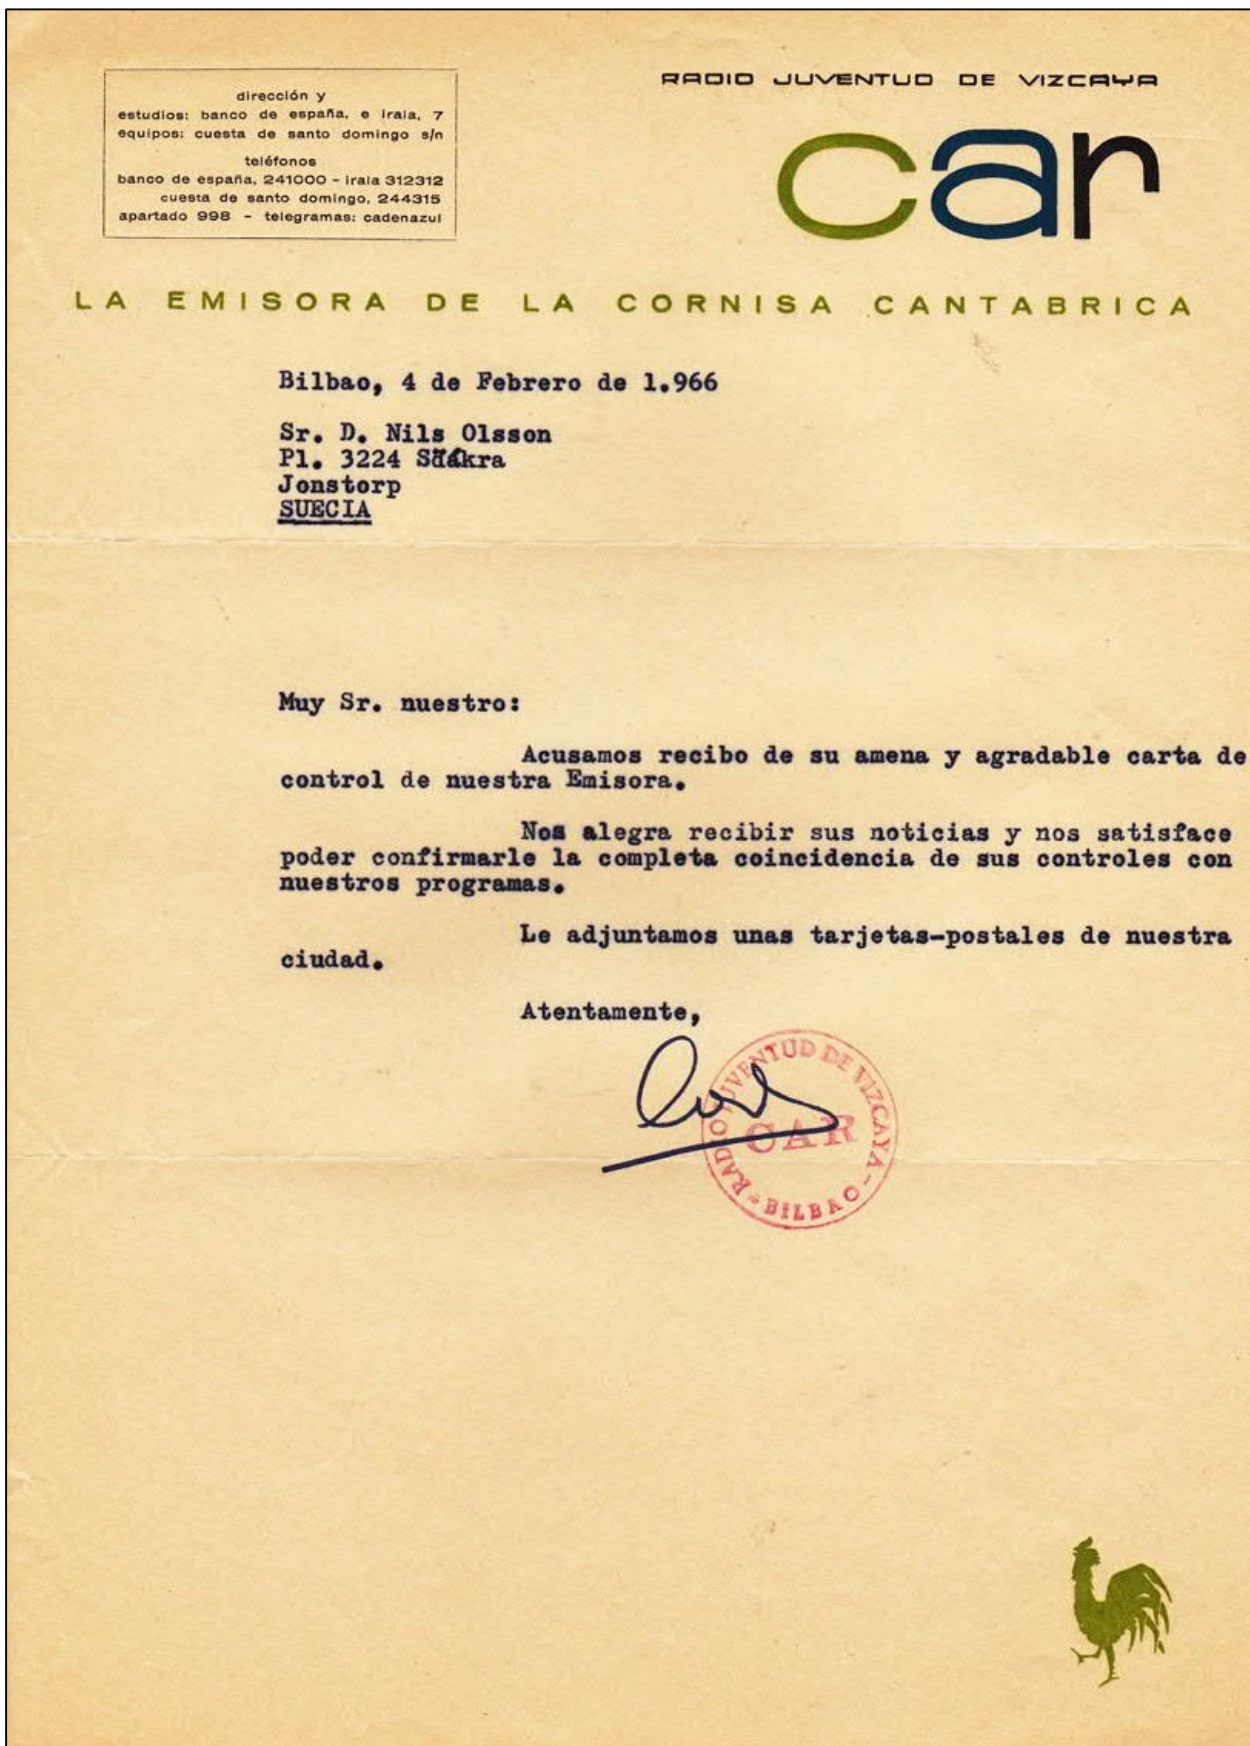 dirección y
estudios: banco de españa, e irala, 7
equipos: cuesta de santo domingo s/n
teléfonos
banco de españa, 241000 - irala 312312
cuesta de santo domingo, 244315
apartado 998 - telegramas: cadenazul
RADIO JUVENTUD DE VIZCAYA
car
LA EMISORA DE LA CORNISA CANTABRICA
Bilbao, 4 de Febrero de 1.966
Sr. D. Nils Olsson
Pl. 3224
Jonstorp
SUECIA
Muy Sr. nuestro:
Acusamos recibo de su amena y agradable carta de
control de nuestra Emisora.
Nos alegra recibir sus noticias y nos satisface
poder confirmarle la completa coincidencia de sus controles con
nuestros programas.
Le adjuntamos unas tarjetas-postales de nuestra
ciudad.
Atentamente,
RADIO JUVENTUD DE VIZCAYA - BILBAO -
CAR